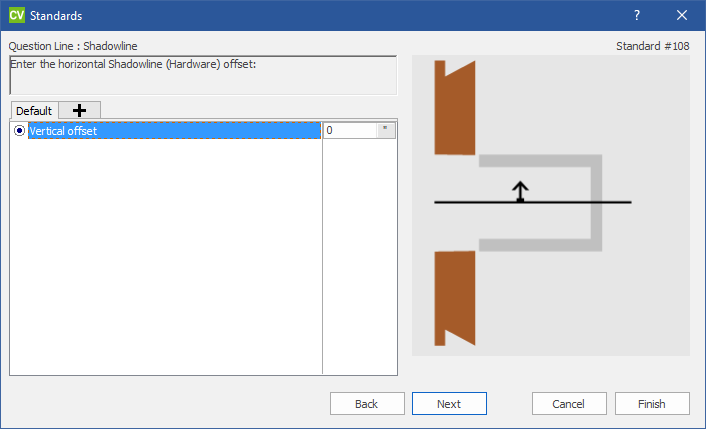 CV Standards ?
Question Line : Shadowline Standard #108
Enter the horizontal Shadowline (Hardware) offset:
Default
Vertical offset 0 "
Back Next Cancel Finish